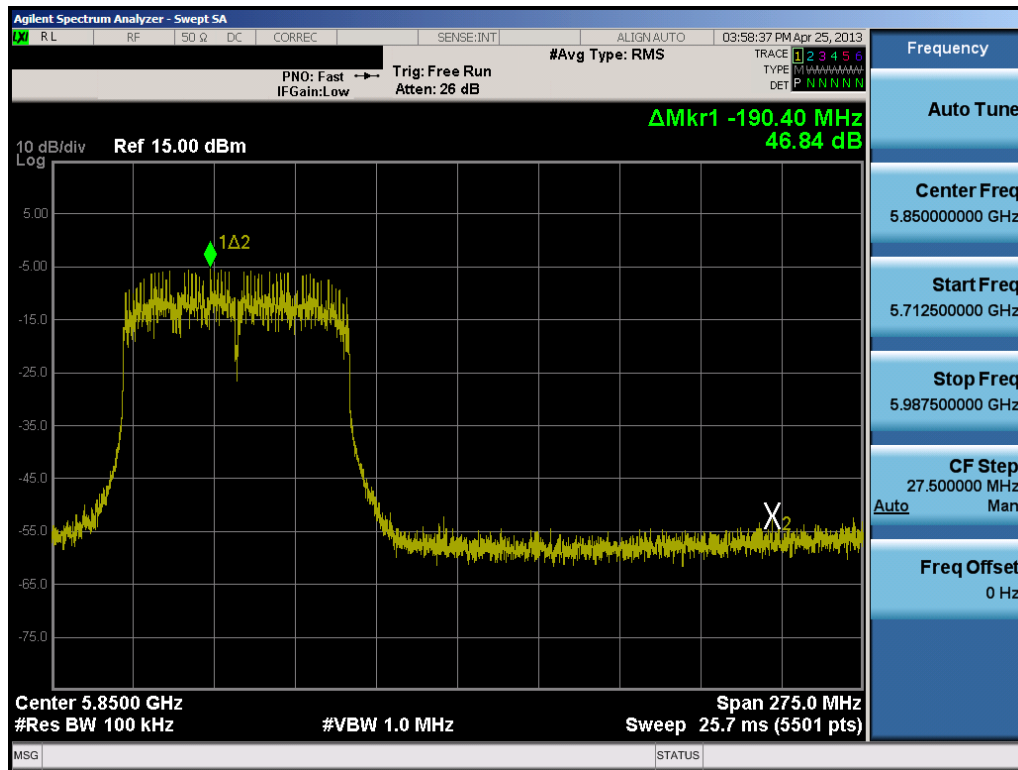 Agilent Spectrum Analyzer - Swept SA
LXI RL RF 50 Ω DC CORREC SENSE:INT ALIGN AUTO 03:58:37 PM Apr 25, 2013
Frequency
#Avg Type: RMS
TRACE 1 2 3 4 5 6
PNO: Fast
Trig: Free Run
TYPE M WWWWW
IFGain:Low
Atten: 26 dB
DET P N N N N N
ΔMkr1 -190.40 MHz
46.84 dB
10 dB/div
Ref 15.00 dBm
Log
5.00
-5.00
-15.0
-25.0
-35.0
-45.0
-55.0
-65.0
-75.0
1Δ2
X2
Center 5.8500 GHz
Span 275.0 MHz
#Res BW 100 kHz
#VBW 1.0 MHz
Sweep 25.7 ms (5501 pts)
Auto Tune
Center Freq
5.850000000 GHz
Start Freq
5.712500000 GHz
Stop Freq
5.987500000 GHz
CF Step
27.500000 MHz
Auto Man
Freq Offset
0 Hz
MSG
STATUS